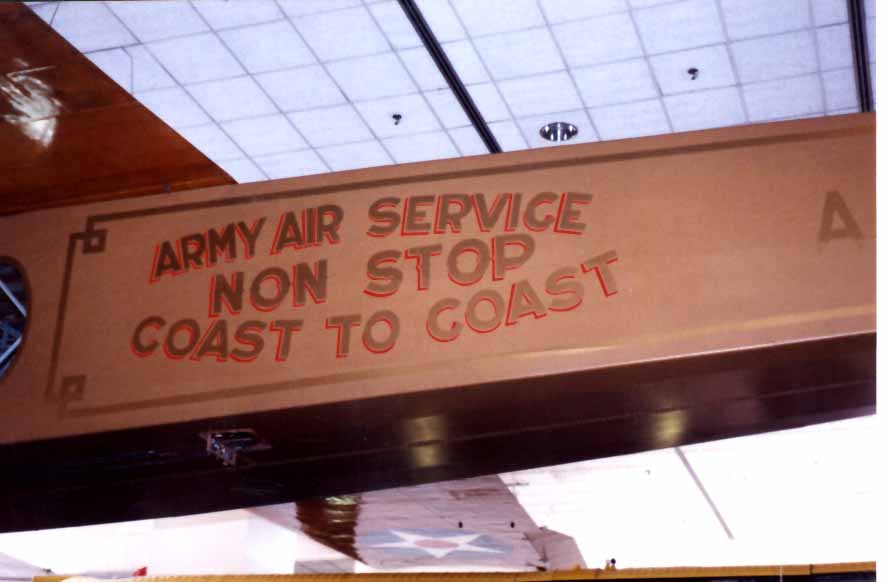 ARMY AIR SERVICE
NON STOP
COAST TO COAST
A